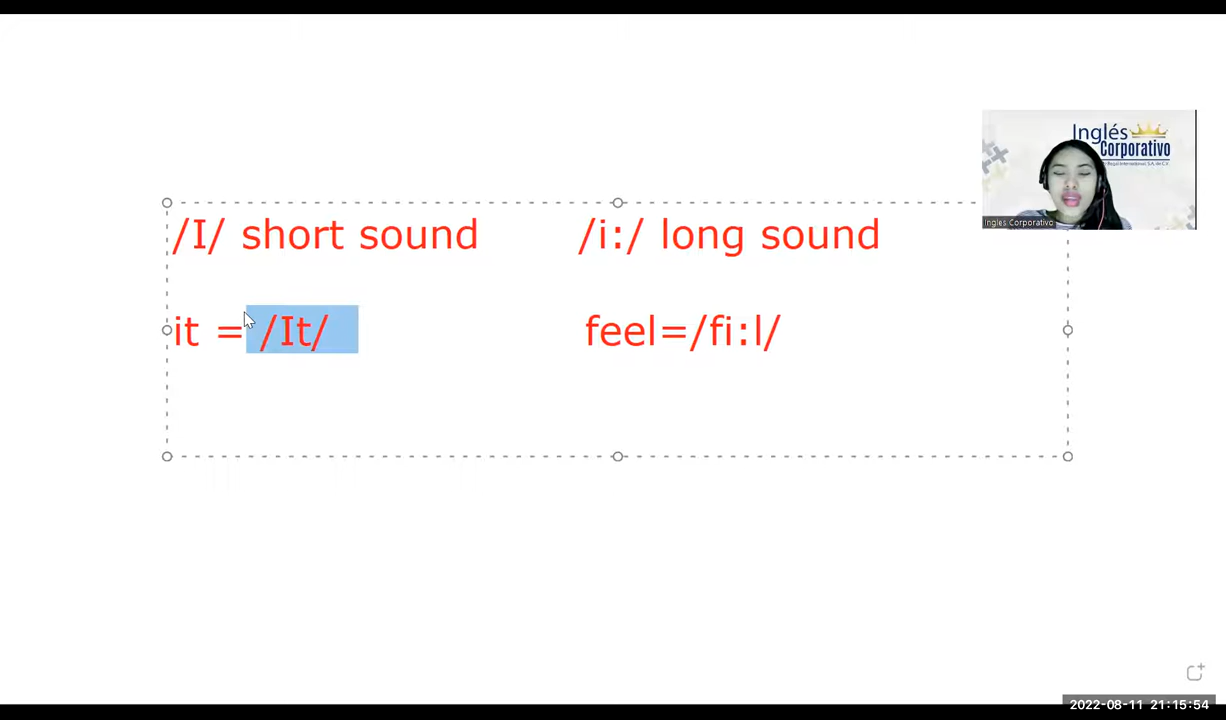 Inglés
Corporativo
Ingles Corporativo
/I/ short sound /i:/ long sound
it = /It/ feel=/fi:l/
2022-08-11 21:15:54